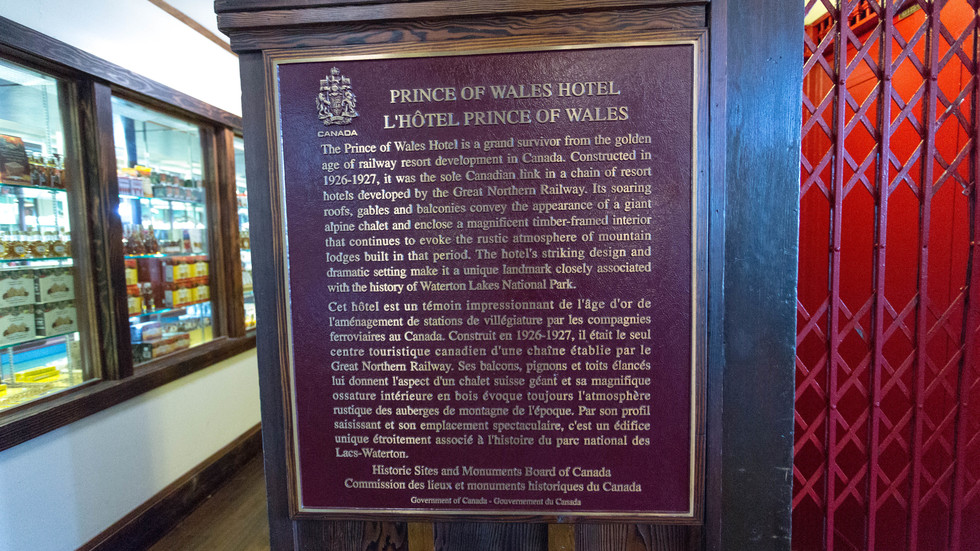 CANADA
PRINCE OF WALES HOTEL
L'HÔTEL PRINCE OF WALES
The Prince of Wales Hotel is a grand survivor from the golden
age of railway resort development in Canada. Constructed in
1926-1927, it was the sole Canadian link in a chain of resort
hotels developed by the Great Northern Railway. Its soaring
roofs, gables and balconies convey the appearance of a giant
alpine chalet and enclose a magnificent timber-framed interior
that continues to evoke the rustic atmosphere of mountain
lodges built in that period. The hotel's striking design and
dramatic setting make it a unique landmark closely associated
with the history of Waterton Lakes National Park.
Cet hôtel est un témoin impressionnant de l'âge d'or de
l'aménagement de stations de villégiature par les compagnies
ferroviaires au Canada. Construit en 1926-1927, il était le seul
centre touristique canadien d'une chaîne établie par le
Great Northern Railway. Ses balcons, pignons et toits élancés
lui donnent l'aspect d'un chalet suisse géant et sa magnifique
ossature intérieure en bois évoque toujours l'atmosphère
rustique des auberges de montagne de l'époque. Par son profil
saisissant et son emplacement spectaculaire, c'est un édifice
unique étroitement associé à l'histoire du parc national des
Lacs-Waterton.
Historic Sites and Monuments Board of Canada
Commission des lieux et monuments historiques du Canada
Government of Canada - Gouvernement du Canada